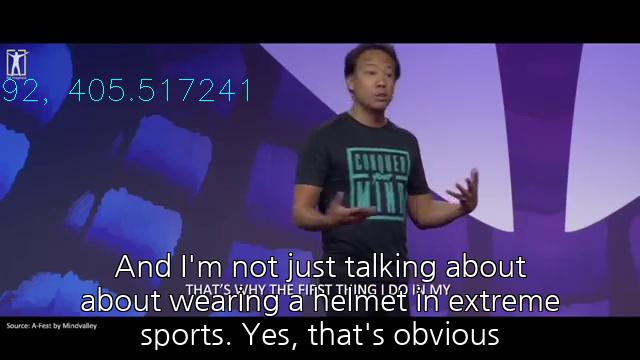 92, 405.517241
CONQUER
your
MIND
And I'm not just talking about
THAT'S WHY THE FIRST THING I DO IN MY
about wearing a helmet in extreme
Source: A-Fest by Mindvalley
sports. Yes, that's obvious